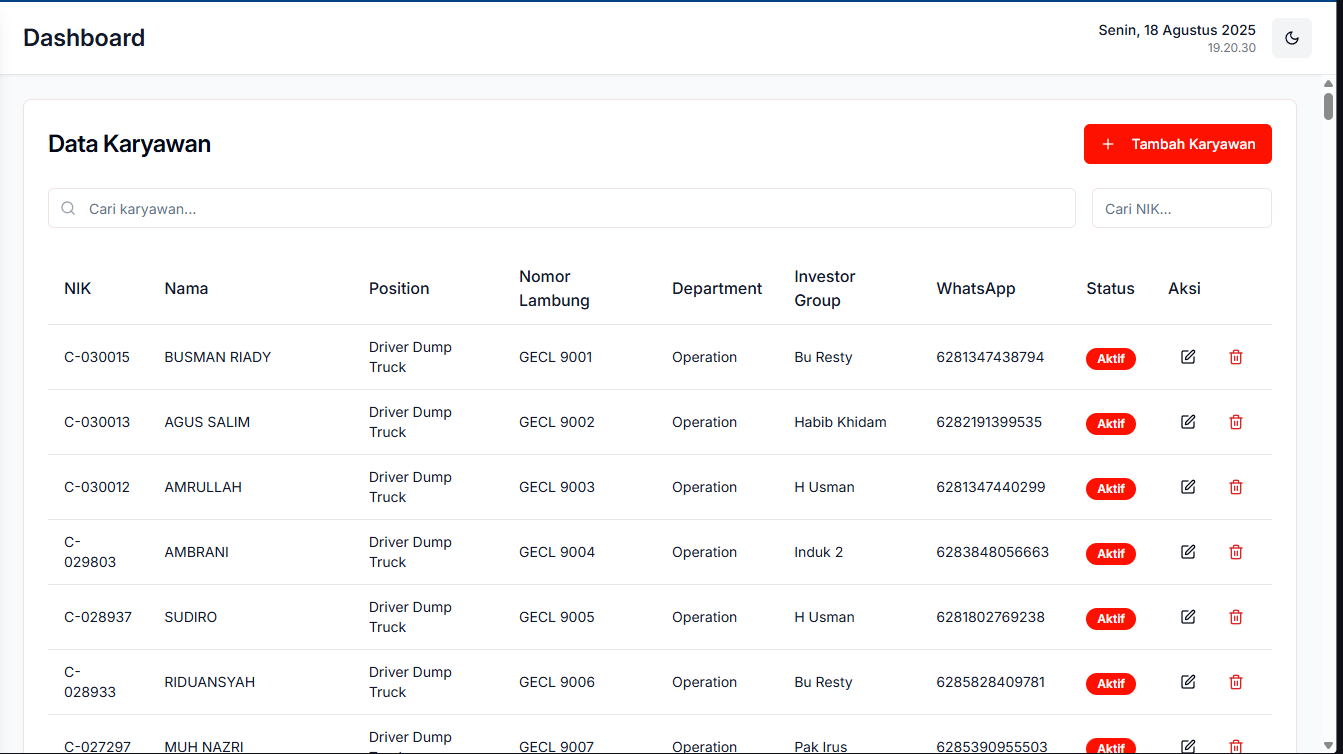 Dashboard
Senin, 18 Agustus 2025
19.20.30
Data Karyawan
Tambah Karyawan
Cari karyawan...
Cari NIK...
NIK Nama Position Nomor Lambung Department Investor Group WhatsApp Status Aksi
C-030015 BUSMAN RIADY Driver Dump Truck GECL 9001 Operation Bu Resty 6281347438794 Aktif
C-030013 AGUS SALIM Driver Dump Truck GECL 9002 Operation Habib Khidam 6282191399535 Aktif
C-030012 AMRULLAH Driver Dump Truck GECL 9003 Operation H Usman 6281347440299 Aktif
C-029803 AMBRANI Driver Dump Truck GECL 9004 Operation Induk 2 6283848056663 Aktif
C-028937 SUDIRO Driver Dump Truck GECL 9005 Operation H Usman 6281802769238 Aktif
C-028933 RIDUANSYAH Driver Dump Truck GECL 9006 Operation Bu Resty 6285828409781 Aktif
C-027297 MUH NAZRI Driver Dump GECL 9007 Operation Pak Irus 6285390955503 Aktif